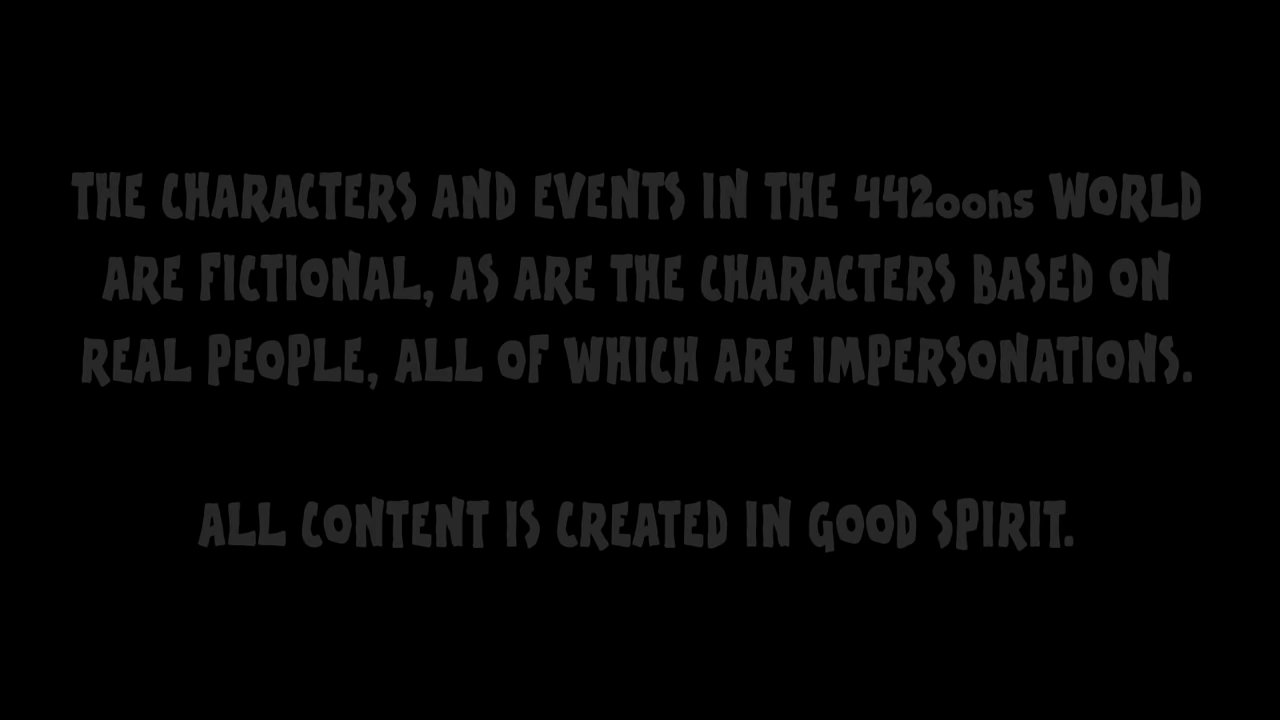 THE CHARACTERS AND EVENTS IN THE 442oons WORLD
ARE FICTIONAL, AS ARE THE CHARACTERS BASED ON
REAL PEOPLE, ALL OF WHICH ARE IMPERSONATIONS.
ALL CONTENT IS CREATED IN GOOD SPIRIT.